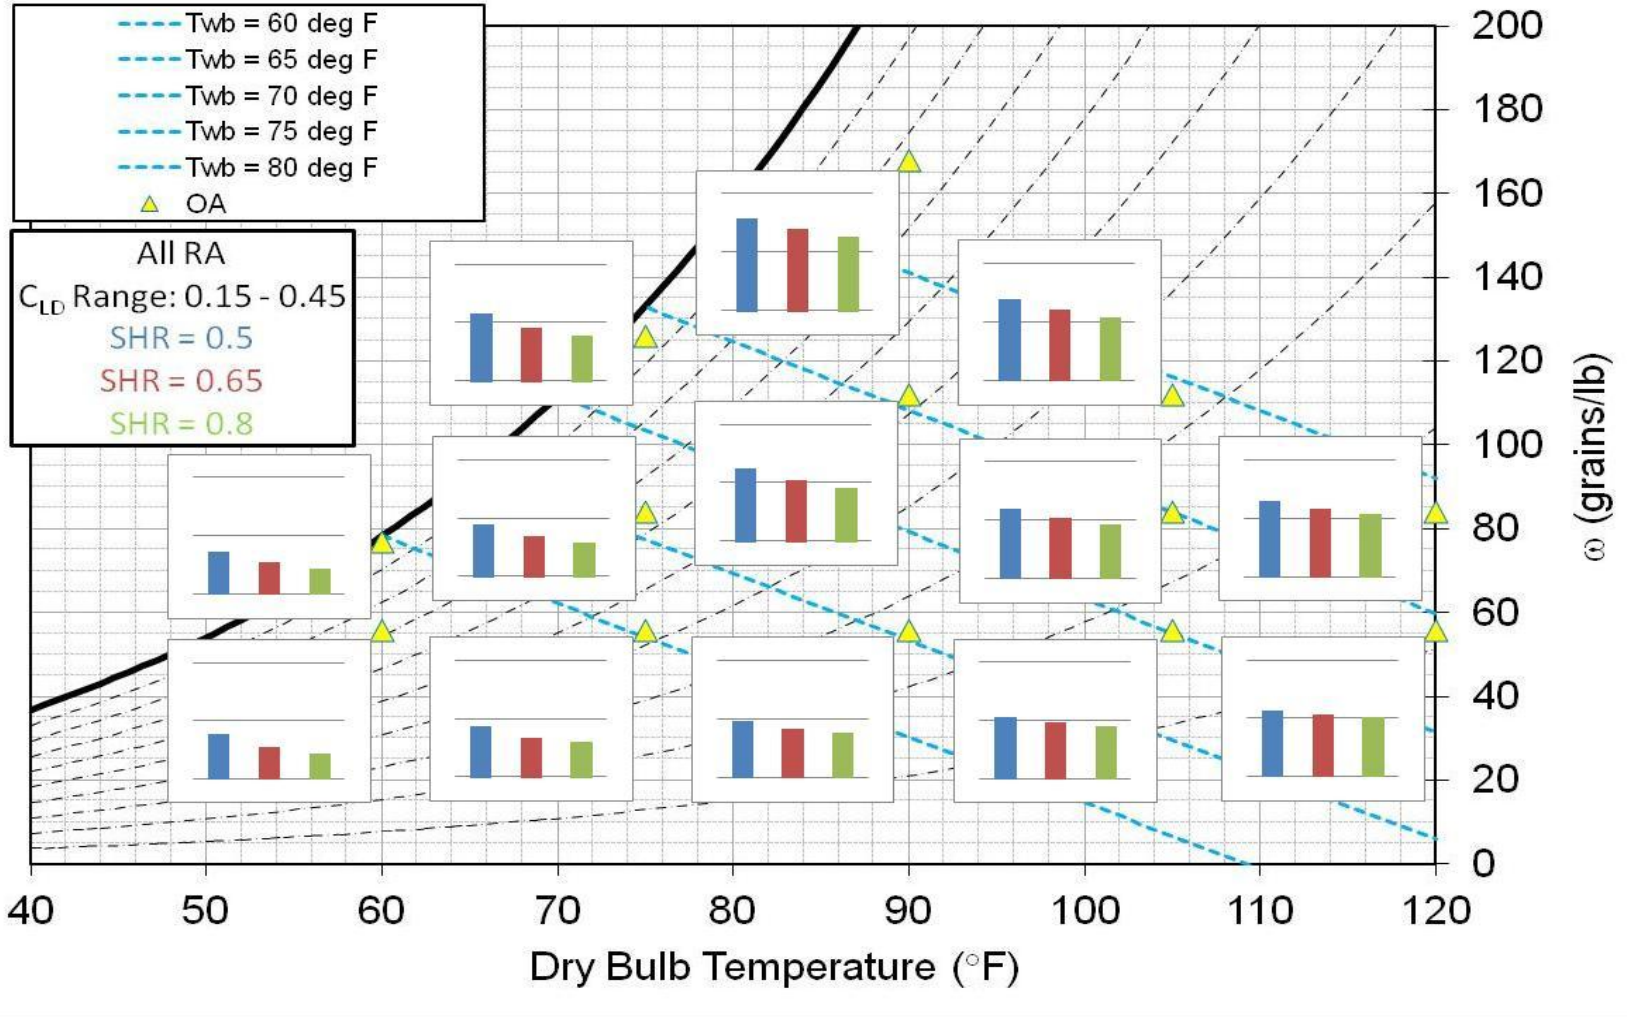 Twb = 60 deg F
Twb = 65 deg F
Twb = 70 deg F
Twb = 75 deg F
Twb = 80 deg F
OA
All RA
CLD Range: 0.15 - 0.45
SHR = 0.5
SHR = 0.65
SHR = 0.8
200
180
160
140
120
100
80
60
40
20
0
ω (grains/lb)
40 50 60 70 80 90 100 110 120
Dry Bulb Temperature (°F)